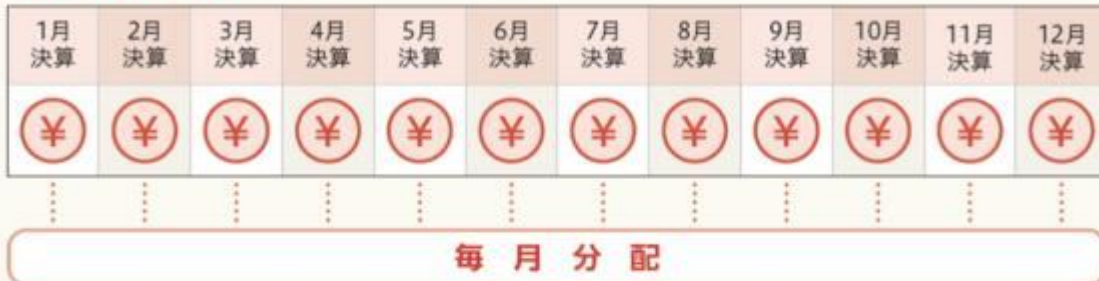 1月 2月 3月 4月 5月 6月 7月 8月 9月 10月 11月 12月
決算 決算 決算 決算 決算 決算 決算 決算 決算 決算 決算 決算
¥ ¥ ¥ ¥ ¥ ¥ ¥ ¥ ¥ ¥ ¥ ¥
毎月分配